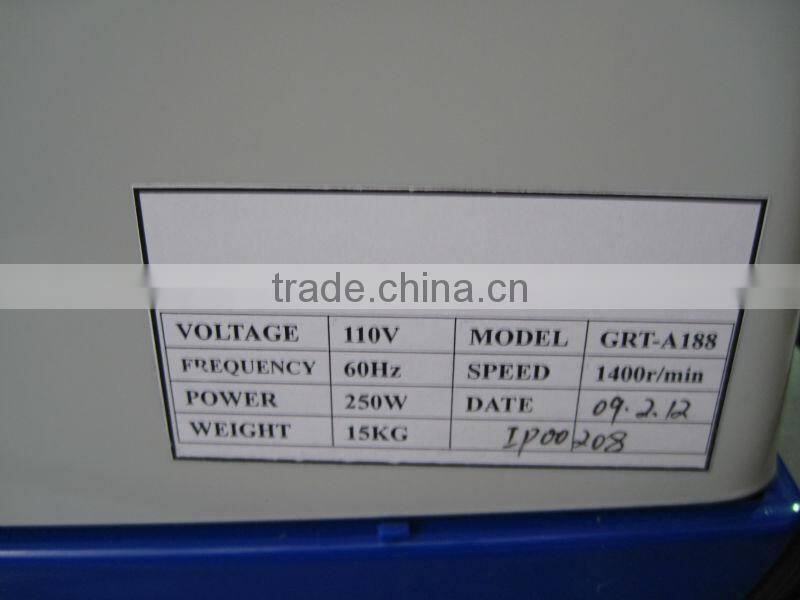 trade.china.cn
VOLTAGE 110V MODEL GRT-A188
FREQUENCY 60Hz SPEED 1400r/min
POWER 250W DATE 09.2.12
WEIGHT 15KG IP00208